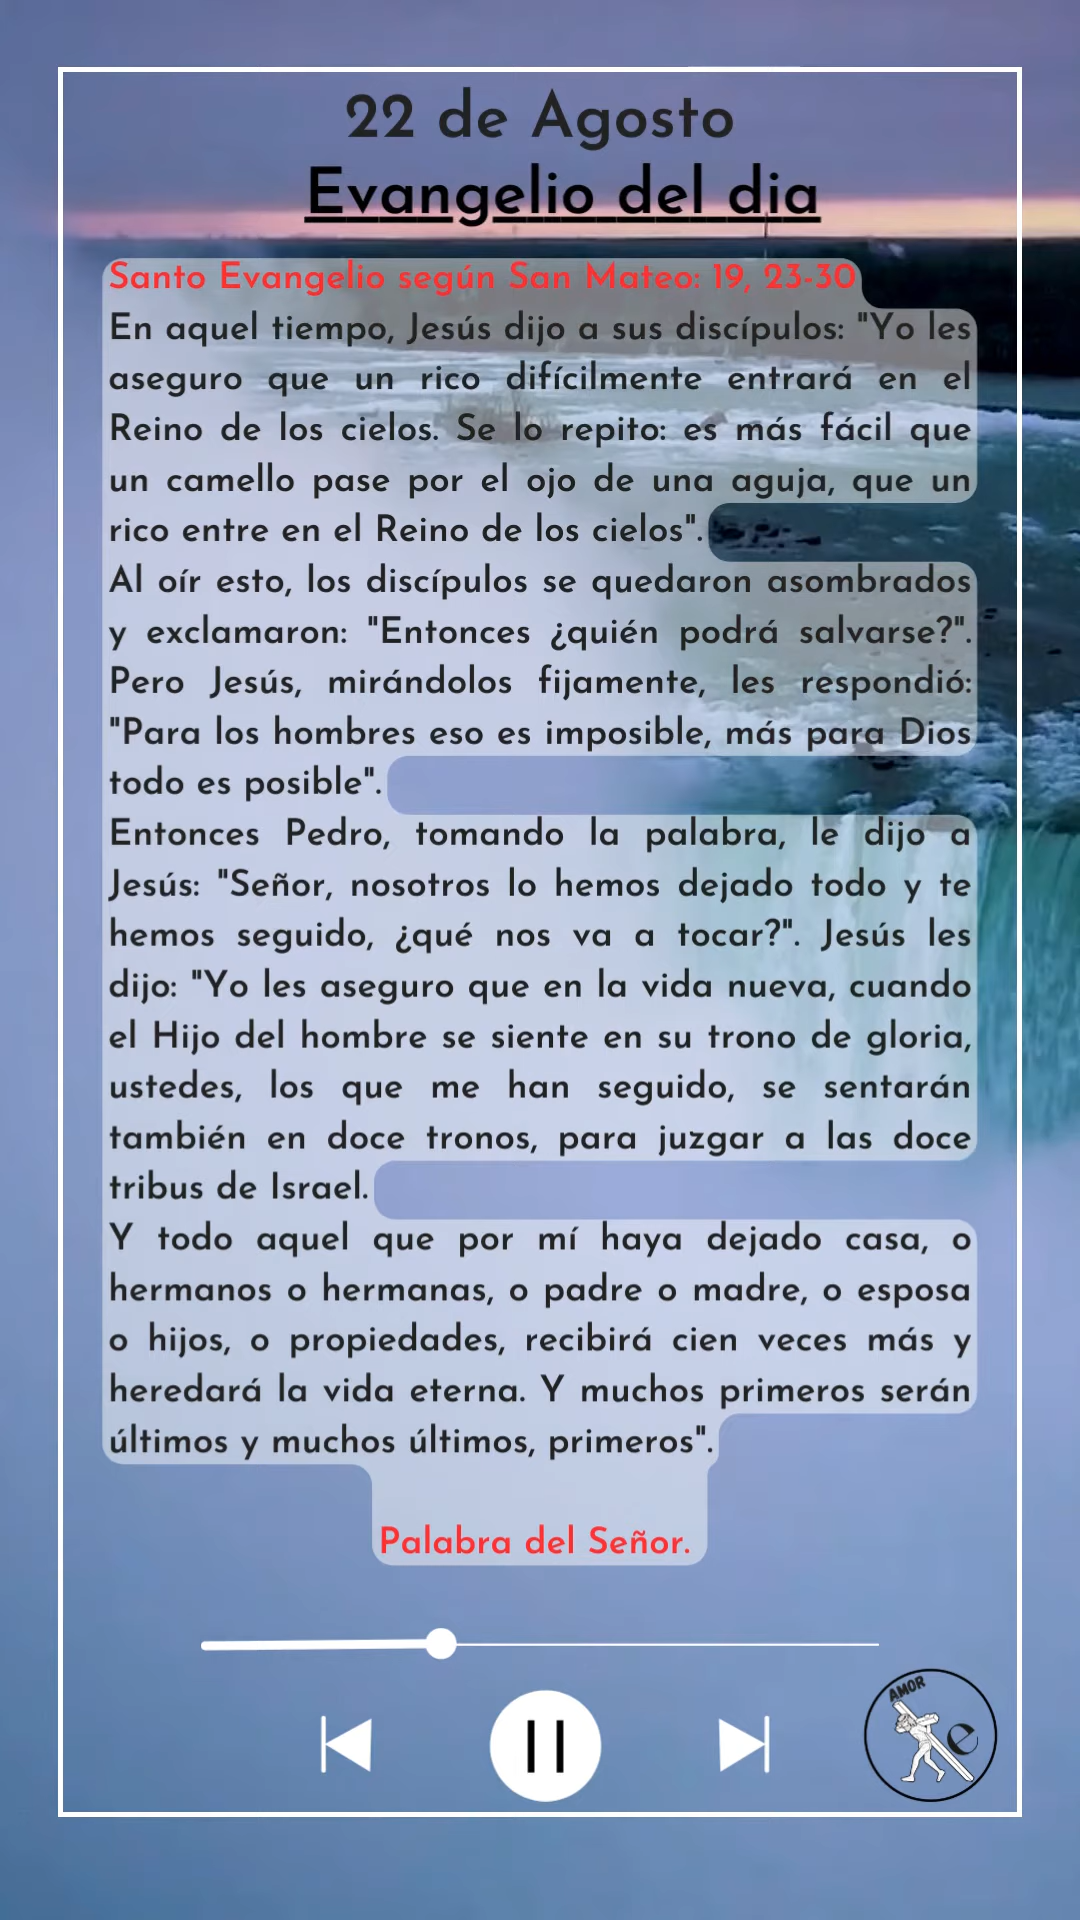 22 de Agosto
Evangelio del dia
Santo Evangelio según San Mateo: 19, 23-30
En aquel tiempo, Jesús dijo a sus discípulos: "Yo les
aseguro que un rico difícilmente entrará en el
Reino de los cielos. Se lo repito: es más fácil que
un camello pase por el ojo de una aguja, que un
rico entre en el Reino de los cielos".
Al oír esto, los discípulos se quedaron asombrados
y exclamaron: "Entonces ¿quién podrá salvarse?".
Pero Jesús, mirándolos fijamente, les respondió:
"Para los hombres eso es imposible, más para Dios
todo es posible".
Entonces Pedro, tomando la palabra, le dijo a
Jesús: "Señor, nosotros lo hemos dejado todo y te
hemos seguido, ¿qué nos va a tocar?". Jesús les
dijo: "Yo les aseguro que en la vida nueva, cuando
el Hijo del hombre se siente en su trono de gloria,
ustedes, los que me han seguido, se sentarán
también en doce tronos, para juzgar a las doce
tribus de Israel.
Y todo aquel que por mí haya dejado casa, o
hermanos o hermanas, o padre o madre, o esposa
o hijos, o propiedades, recibirá cien veces más y
heredará la vida eterna. Y muchos primeros serán
últimos y muchos últimos, primeros".
Palabra del Señor.
AMOR
e